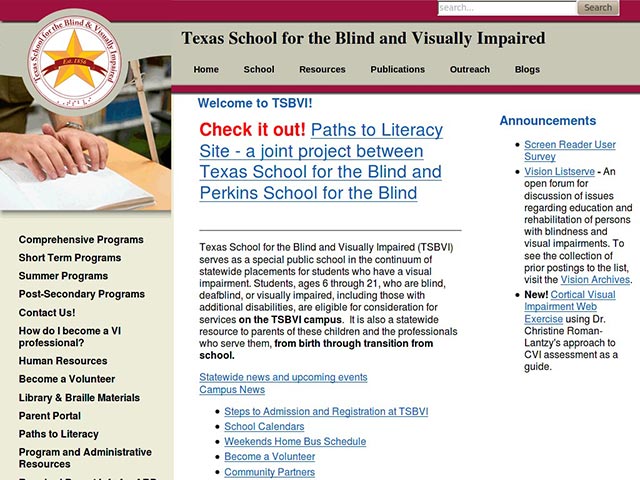 search...
Search
Texas School for the Blind & Visually Impaired
Est. 1856
Texas School for the Blind and Visually Impaired
Home
School
Resources
Publications
Outreach
Blogs
Welcome to TSBVI!
Check it out! Paths to Literacy
Site - a joint project between
Texas School for the Blind and
Perkins School for the Blind
Texas School for the Blind and Visually Impaired (TSBVI)
serves as a special public school in the continuum of
statewide placements for students who have a visual
impairment. Students, ages 6 through 21, who are blind,
deafblind, or visually impaired, including those with
additional disabilities, are eligible for consideration for
services on the TSBVI campus. It is also a statewide
resource to parents of these children and the professionals
who serve them, from birth through transition from
school.
Statewide news and upcoming events
Campus News
Steps to Admission and Registration at TSBVI
School Calendars
Weekends Home Bus Schedule
Become a Volunteer
Community Partners
Announcements
Screen Reader User
Survey
Vision Listserve - An
open forum for
discussion of issues
regarding education and
rehabilitation of persons
with blindness and
visual impairments. To
see the collection of
prior postings to the list,
visit the Vision Archives.
New! Cortical Visual
Impairment Web
Exercise using Dr.
Christine Roman-
Lantzy's approach to
CVI assessment as a
guide.
Comprehensive Programs
Short Term Programs
Summer Programs
Post-Secondary Programs
Contact Us!
How do I become a VI
professional?
Human Resources
Become a Volunteer
Library & Braille Materials
Parent Portal
Paths to Literacy
Program and Administrative
Resources